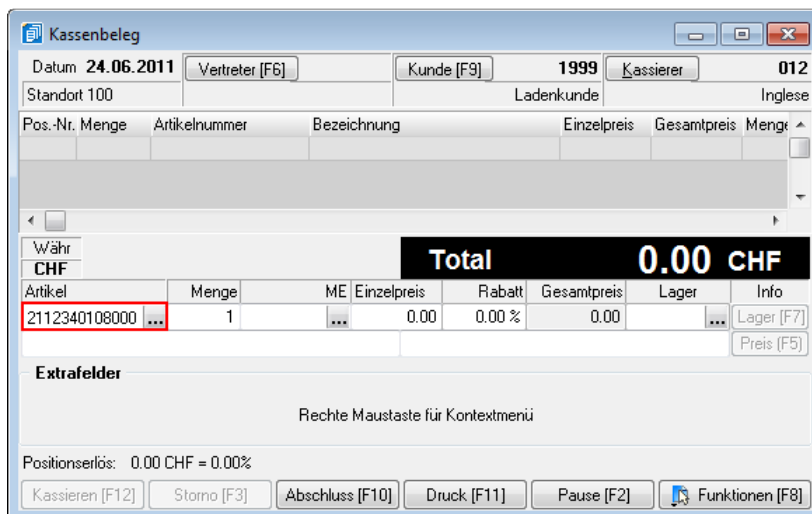 Kassenbeleg
Datum 24.06.2011 Vertreter [F6] Kunde [F9] 1999 Kassierer 012
Standort 100 Ladenkunde Inglese
Pos.-Nr. Menge Artikelnummer Bezeichnung Einzelpreis Gesamtpreis Menge
Währ
CHF
Total 0.00 CHF
Artikel Menge ME Einzelpreis Rabatt Gesamtpreis Lager Info
2112340108000 ... 1 ... 0.00 0.00 % 0.00 ... Lager [F7]
Preis (F5)
Extrafelder
Rechte Maustaste für Kontextmenü
Positionserlös: 0.00 CHF = 0.00%
Kassieren [F12] Storno [F3] Abschluss [F10] Druck [F11] Pause [F2] Funktionen [F8]